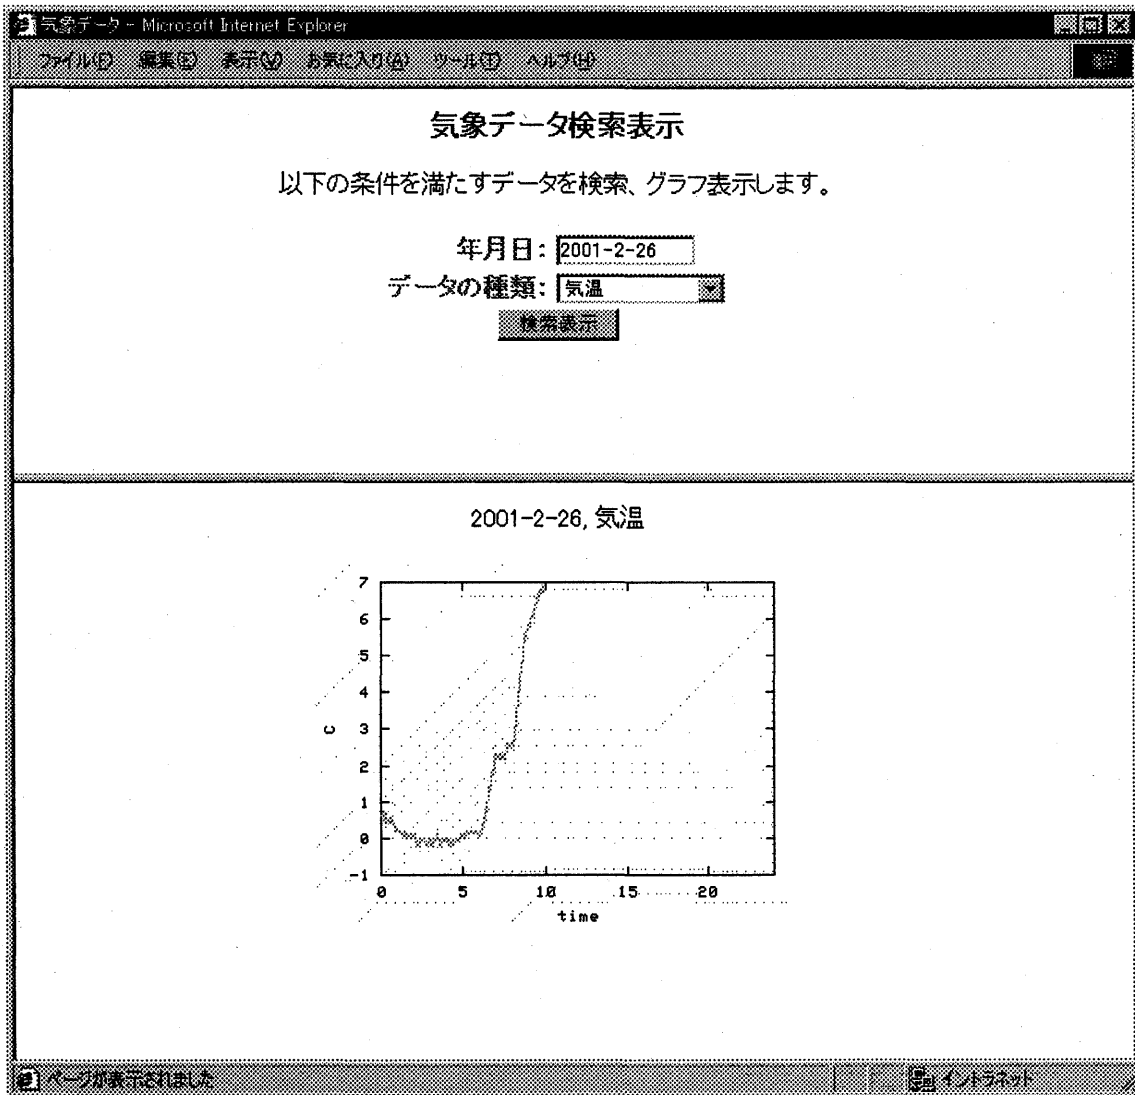 気象データ - Microsoft Internet Explorer
ファイル(F) 編集(E) 表示(V) お気に入り(A) ツール(T) ヘルプ(H)
気象データ検索表示
以下の条件を満たすデータを検索、グラフ表示します。
年月日: 2001-2-26
データの種類: 気温
検索表示
2001-2-26, 気温
7
6
5
4
C 3
2
1
0
-1
0 5 10 15 20
time
ページが表示されました イントラネット